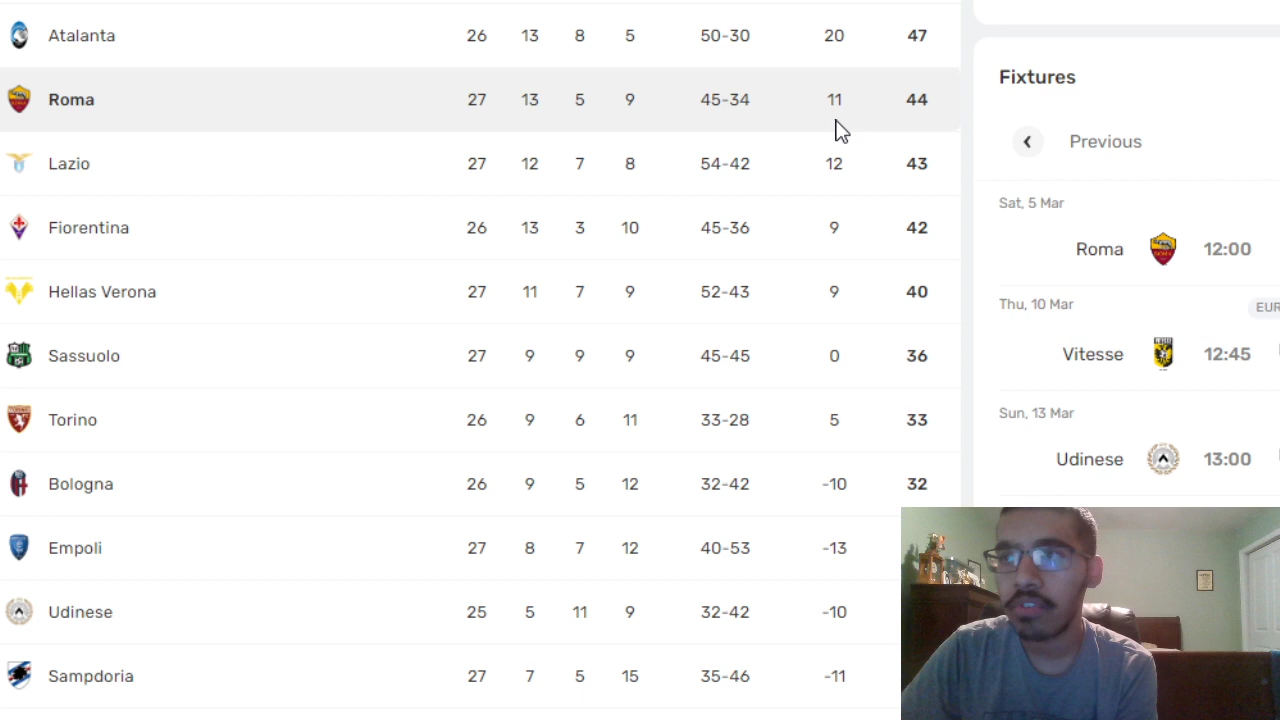 Atalanta 26 13 8 5 50-30 20 47
Roma 27 13 5 9 45-34 11 44
Lazio 27 12 7 8 54-42 12 43
Fiorentina 26 13 3 10 45-36 9 42
Hellas Verona 27 11 7 9 52-43 9 40
Sassuolo 27 9 9 9 45-45 0 36
Torino 26 9 6 11 33-28 5 33
Bologna 26 9 5 12 32-42 -10 32
Empoli 27 8 7 12 40-53 -13
Udinese 25 5 11 9 32-42 -10
Sampdoria 27 7 5 15 35-46 -11
Fixtures
Previous
Sat, 5 Mar
Roma 12:00
Thu, 10 Mar
EUR
Vitesse 12:45
Sun, 13 Mar
Udinese 13:00